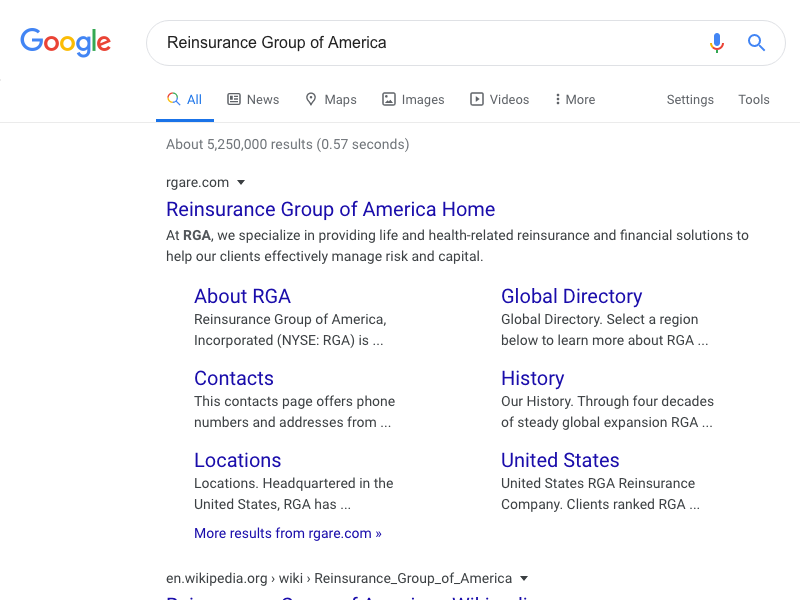 Google
Reinsurance Group of America
All News Maps Images Videos More Settings Tools
About 5,250,000 results (0.57 seconds)
rgare.com
Reinsurance Group of America Home
At RGA, we specialize in providing life and health-related reinsurance and financial solutions to
help our clients effectively manage risk and capital.
About RGA
Reinsurance Group of America,
Incorporated (NYSE: RGA) is ...
Global Directory
Global Directory. Select a region
below to learn more about RGA ...
Contacts
This contacts page offers phone
numbers and addresses from ...
History
Our History. Through four decades
of steady global expansion RGA ...
Locations
Locations. Headquartered in the
United States, RGA has ...
United States
United States RGA Reinsurance
Company. Clients ranked RGA ...
More results from rgare.com »
en.wikipedia.org › wiki › Reinsurance_Group_of_America